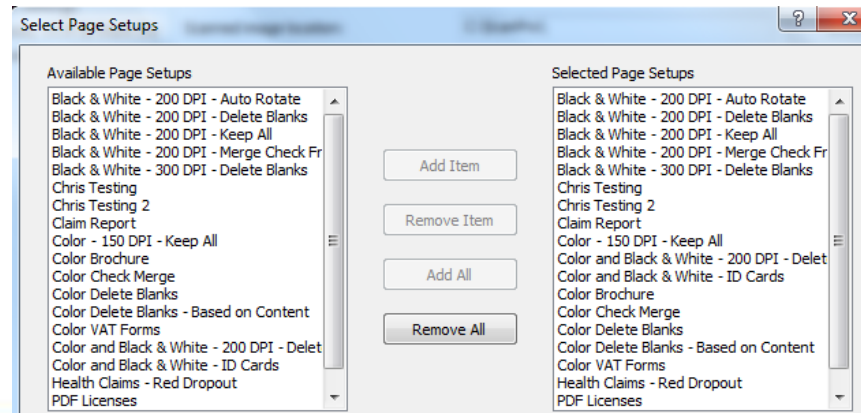 Select Page Setups
Available Page Setups
Black & White - 200 DPI - Auto Rotate
Black & White - 200 DPI - Delete Blanks
Black & White - 200 DPI - Keep All
Black & White - 200 DPI - Merge Check Fr
Black & White - 300 DPI - Delete Blanks
Chris Testing
Chris Testing 2
Claim Report
Color - 150 DPI - Keep All
Color Brochure
Color Check Merge
Color Delete Blanks
Color Delete Blanks - Based on Content
Color VAT Forms
Color and Black & White - 200 DPI - Delet
Color and Black & White - ID Cards
Health Claims - Red Dropout
PDF Licenses
Add Item
Remove Item
Add All
Remove All
Selected Page Setups
Black & White - 200 DPI - Auto Rotate
Black & White - 200 DPI - Delete Blanks
Black & White - 200 DPI - Keep All
Black & White - 200 DPI - Merge Check Fr
Black & White - 300 DPI - Delete Blanks
Chris Testing
Chris Testing 2
Claim Report
Color - 150 DPI - Keep All
Color and Black & White - 200 DPI - Delet
Color and Black & White - ID Cards
Color Brochure
Color Check Merge
Color Delete Blanks
Color Delete Blanks - Based on Content
Color VAT Forms
Health Claims - Red Dropout
PDF Licenses